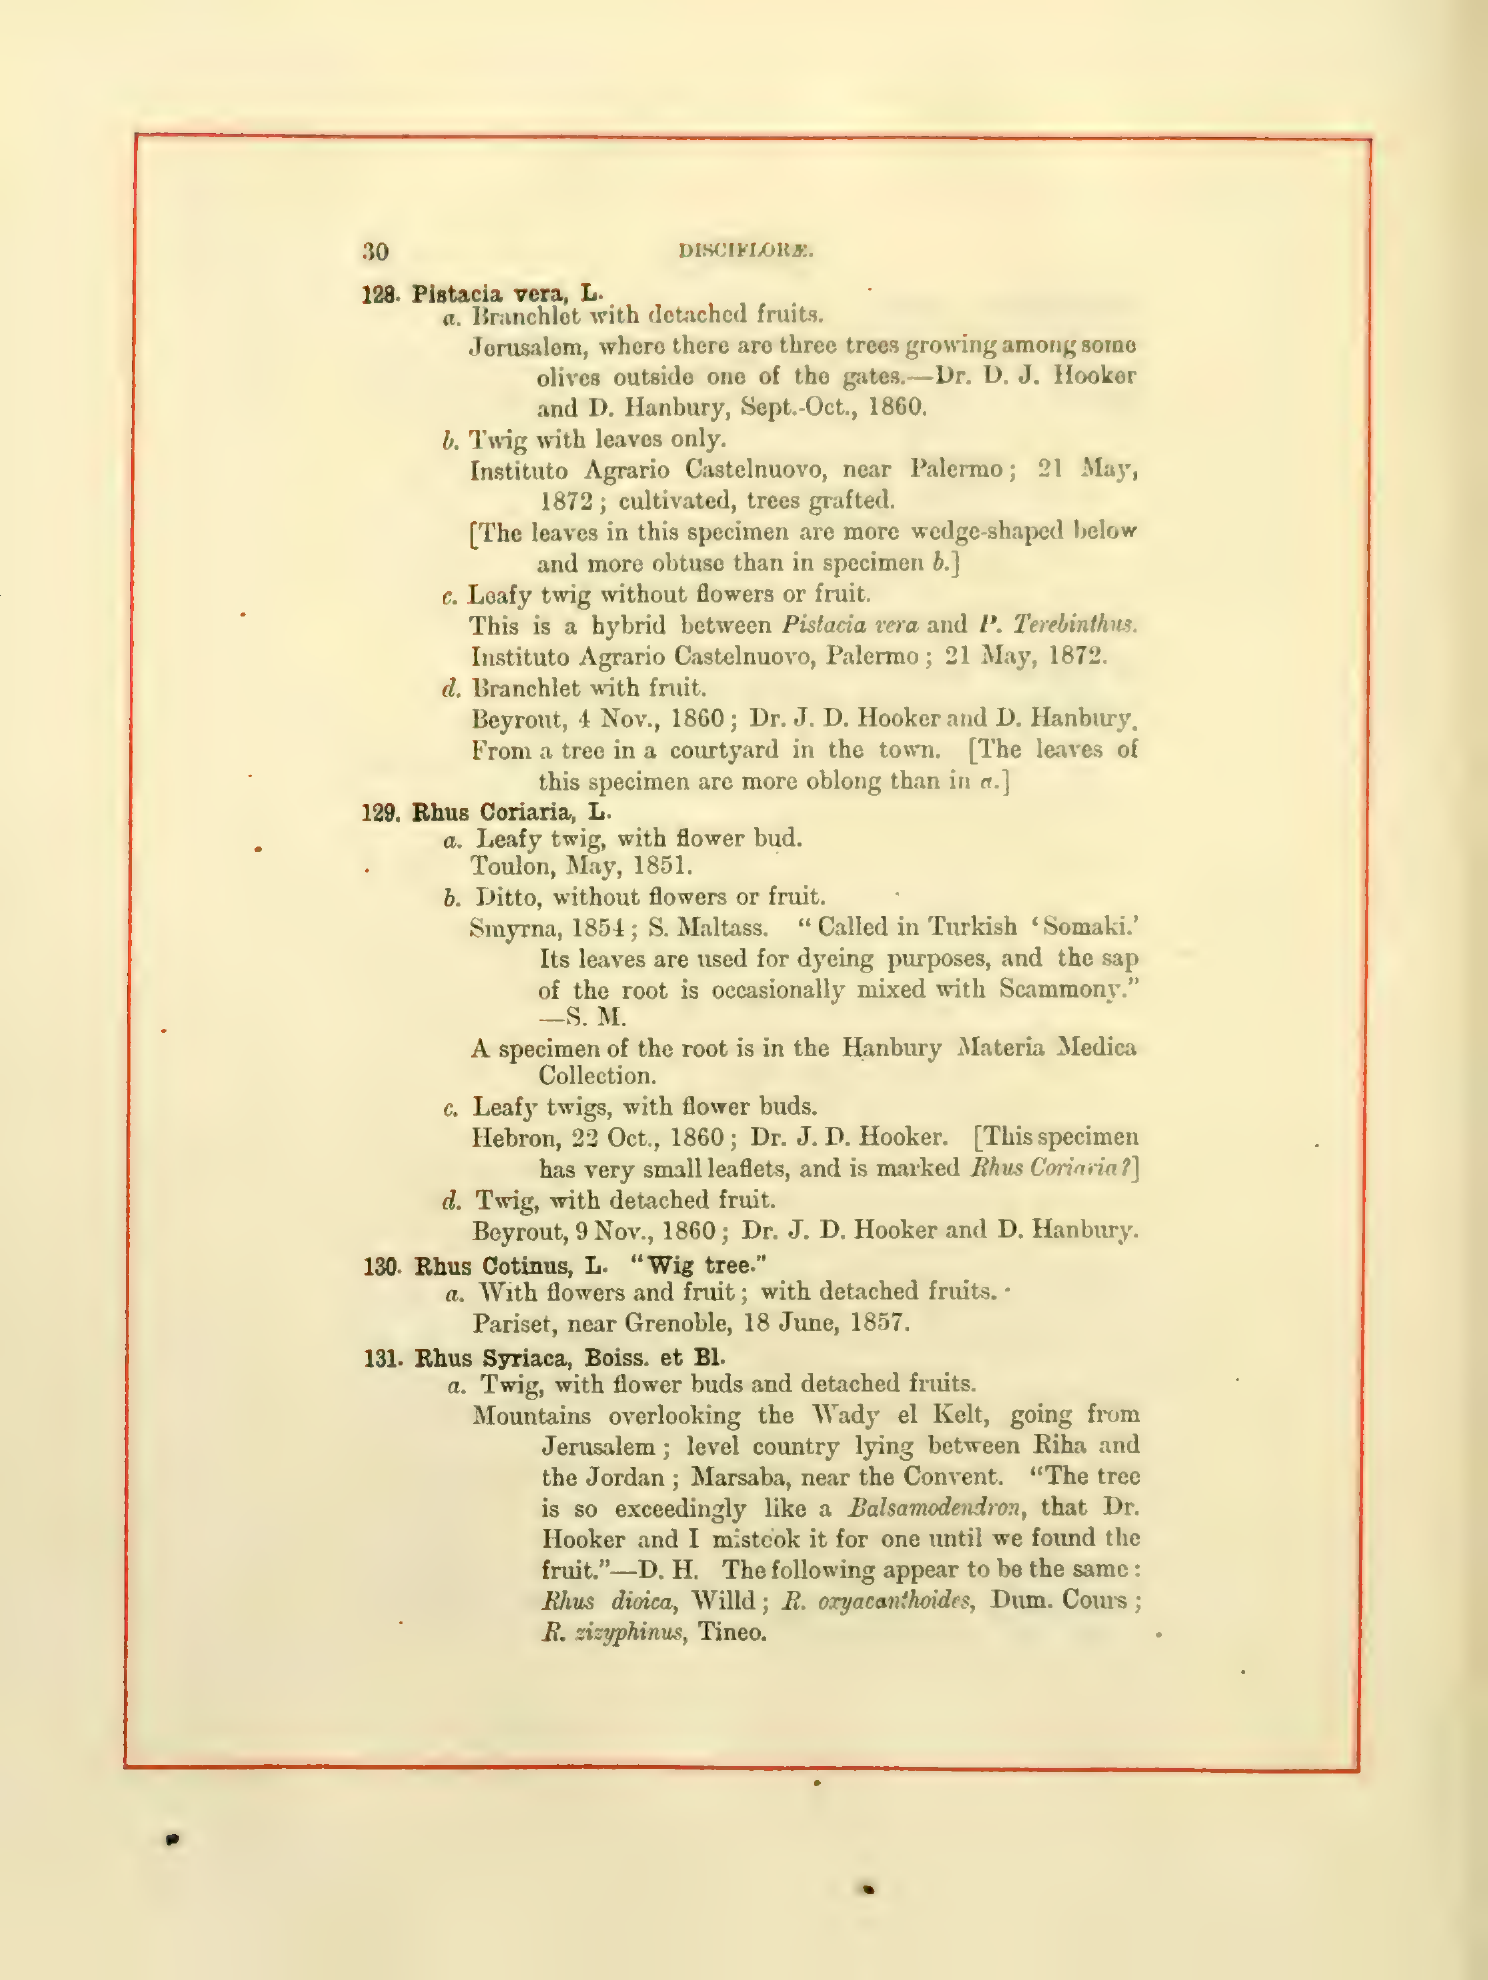 30 DISCIFLORÆ.
128. Pistacia vera, L.
a. Branchlet with detached fruits.
Jerusalem, where there are three trees growing among some
olives outside one of the gates.—Dr. D. J. Hooker
and D. Hanbury, Sept.-Oct., 1860.
b. Twig with leaves only.
Instituto Agrario Castelnuovo, near Palermo; 21 May,
1872; cultivated, trees grafted.
[The leaves in this specimen are more wedge-shaped below
and more obtuse than in specimen b.]
c. Leafy twig without flowers or fruit.
This is a hybrid between Pistacia vera and P. Terebinthus.
Instituto Agrario Castelnuovo, Palermo; 21 May, 1872.
d. Branchlet with fruit.
Beyrout, 4 Nov., 1860; Dr. J. D. Hooker and D. Hanbury.
From a tree in a courtyard in the town. [The leaves of
this specimen are more oblong than in a.]
129. Rhus Coriaria, L.
a. Leafy twig, with flower bud.
Toulon, May, 1851.
b. Ditto, without flowers or fruit.
Smyrna, 1854; S. Maltass. “Called in Turkish ‘Somaki.’
Its leaves are used for dyeing purposes, and the sap
of the root is occasionally mixed with Scammony.”
—S. M.
A specimen of the root is in the Hanbury Materia Medica
Collection.
c. Leafy twigs, with flower buds.
Hebron, 22 Oct., 1860; Dr. J. D. Hooker. [This specimen
has very small leaflets, and is marked Rhus Coriaria?]
d. Twig, with detached fruit.
Beyrout, 9 Nov., 1860; Dr. J. D. Hooker and D. Hanbury.
130. Rhus Cotinus, L. “Wig tree.”
a. With flowers and fruit; with detached fruits.
Pariset, near Grenoble, 18 June, 1857.
131. Rhus Syriaca, Boiss. et Bl.
a. Twig, with flower buds and detached fruits.
Mountains overlooking the Wady el Kelt, going from
Jerusalem; level country lying between Riha and
the Jordan; Marsaba, near the Convent. “The tree
is so exceedingly like a Balsamodendron, that Dr.
Hooker and I mistook it for one until we found the
fruit.”—D. H. The following appear to be the same:
Rhus dioica, Willd; R. oxyacanthoides, Dum. Cours;
R. zizyphinus, Tineo.